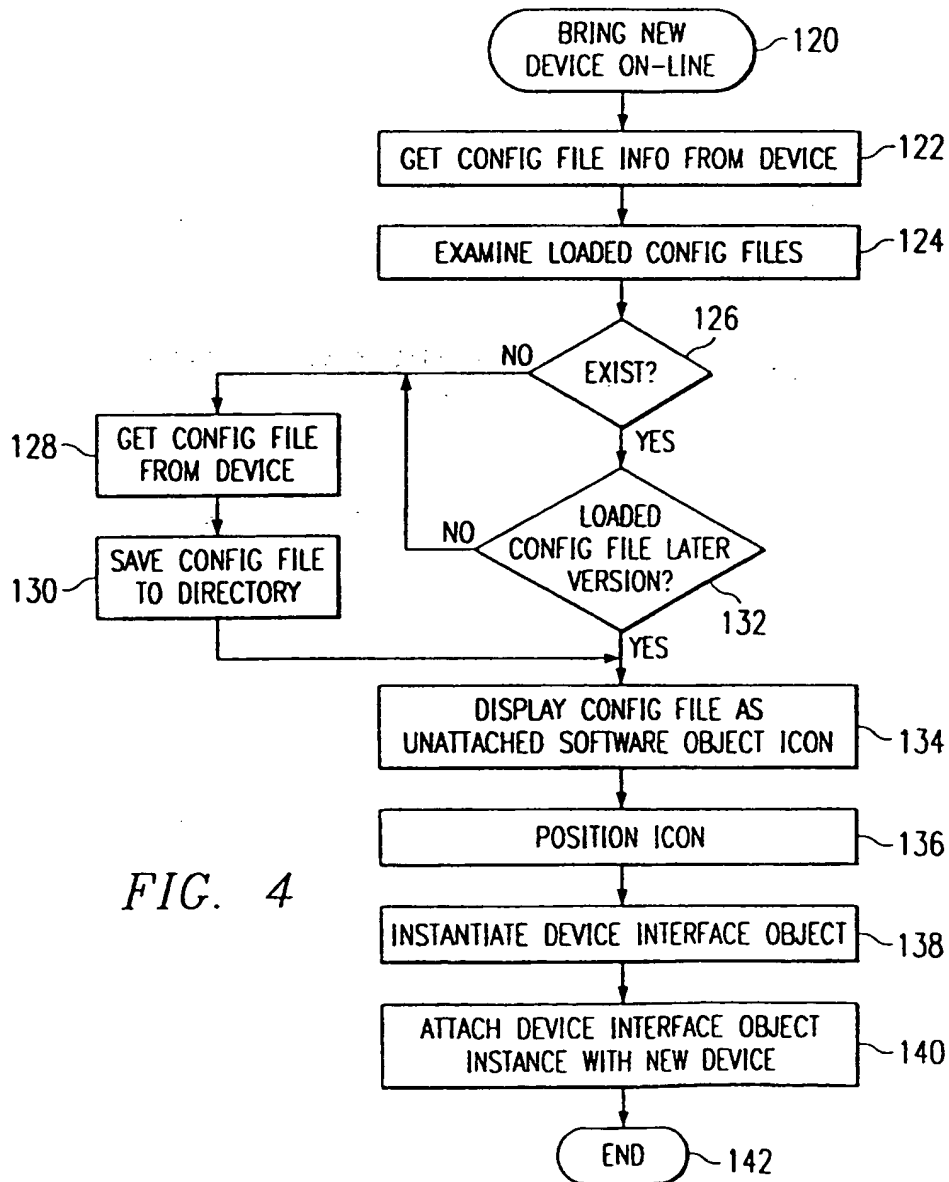 BRING NEW
DEVICE ON-LINE
120
GET CONFIG FILE INFO FROM DEVICE
122
EXAMINE LOADED CONFIG FILES
124
126
EXIST?
NO
YES
128
GET CONFIG FILE
FROM DEVICE
LOADED
CONFIG FILE LATER
VERSION?
NO
132
YES
130
SAVE CONFIG FILE
TO DIRECTORY
DISPLAY CONFIG FILE AS
UNATTACHED SOFTWARE OBJECT ICON
134
POSITION ICON
136
FIG. 4
INSTANTIATE DEVICE INTERFACE OBJECT
138
ATTACH DEVICE INTERFACE OBJECT
INSTANCE WITH NEW DEVICE
140
END
142